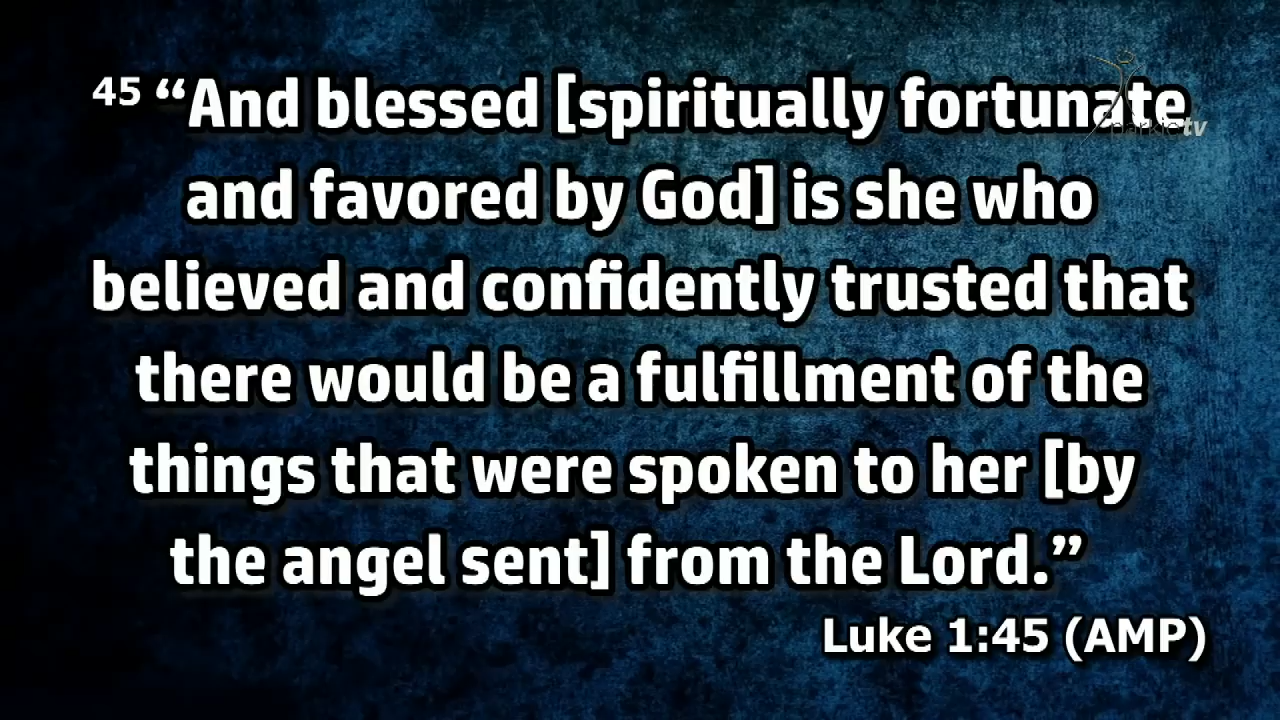 45 “And blessed [spiritually fortunate
and favored by God] is she who
believed and confidently trusted that
there would be a fulfillment of the
things that were spoken to her [by
the angel sent] from the Lord.”
Luke 1:45 (AMP)
tv